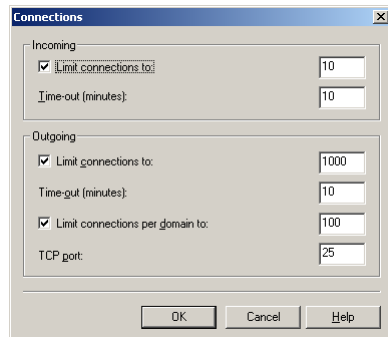 Connections
Incoming
Limit connections to: 10
Time-out (minutes): 10
Outgoing
Limit connections to: 1000
Time-out (minutes): 10
Limit connections per domain to: 100
TCP port: 25
OK Cancel Help